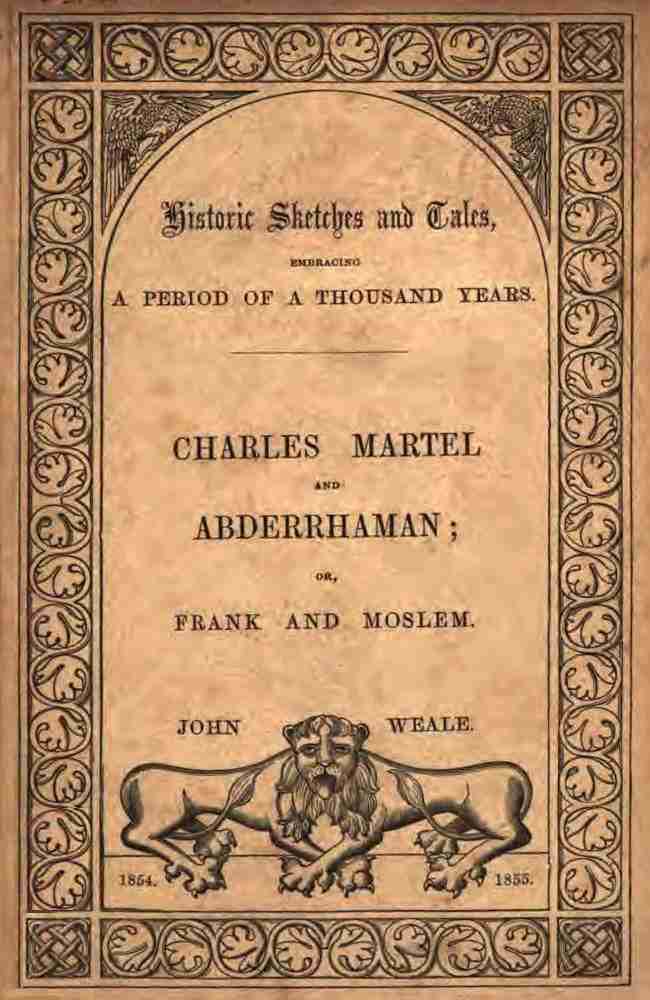 Historic Sketches and Tales,
EMBRACING
A PERIOD OF A THOUSAND YEARS.
CHARLES MARTEL
AND
ABDERRHAMAN;
OR,
FRANK AND MOSLEM.
JOHN WEALE.
1854. 1855.